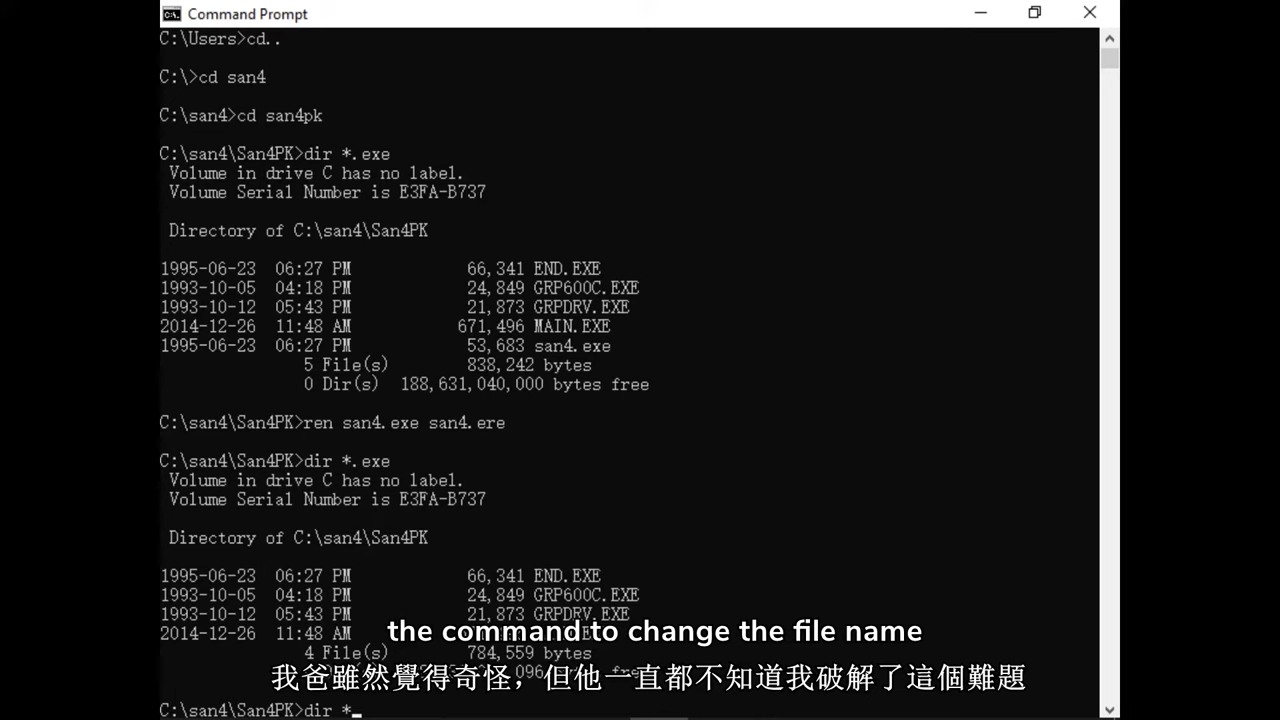 Command Prompt
C:\Users>cd..
C:\>cd san4
C:\san4>cd san4pk
C:\san4\San4PK>dir *.exe
Volume in drive C has no label.
Volume Serial Number is E3FA-B737
Directory of C:\san4\San4PK
1995-06-23 06:27 PM 66,341 END.EXE
1993-10-05 04:18 PM 24,849 GRP600C.EXE
1993-10-12 05:43 PM 21,873 GRPDRV.EXE
2014-12-26 11:48 AM 671,496 MAIN.EXE
1995-06-23 06:27 PM 53,683 san4.exe
5 File(s) 838,242 bytes
0 Dir(s) 188,631,040,000 bytes free
C:\san4\San4PK>ren san4.exe san4.ere
C:\san4\San4PK>dir *.exe
Volume in drive C has no label.
Volume Serial Number is E3FA-B737
Directory of C:\san4\San4PK
1995-06-23 06:27 PM 66,341 END.EXE
1993-10-05 04:18 PM 24,849 GRP600C.EXE
1993-10-12 05:43 PM 21,873 GRPDRV.EXE
2014-12-26 11:48
the command to change the file name
4 File(s) 784,559 bytes
我爸雖然覺得奇怪，但他一直都不知道我破解了這個難題
C:\san4\San4PK>dir *_